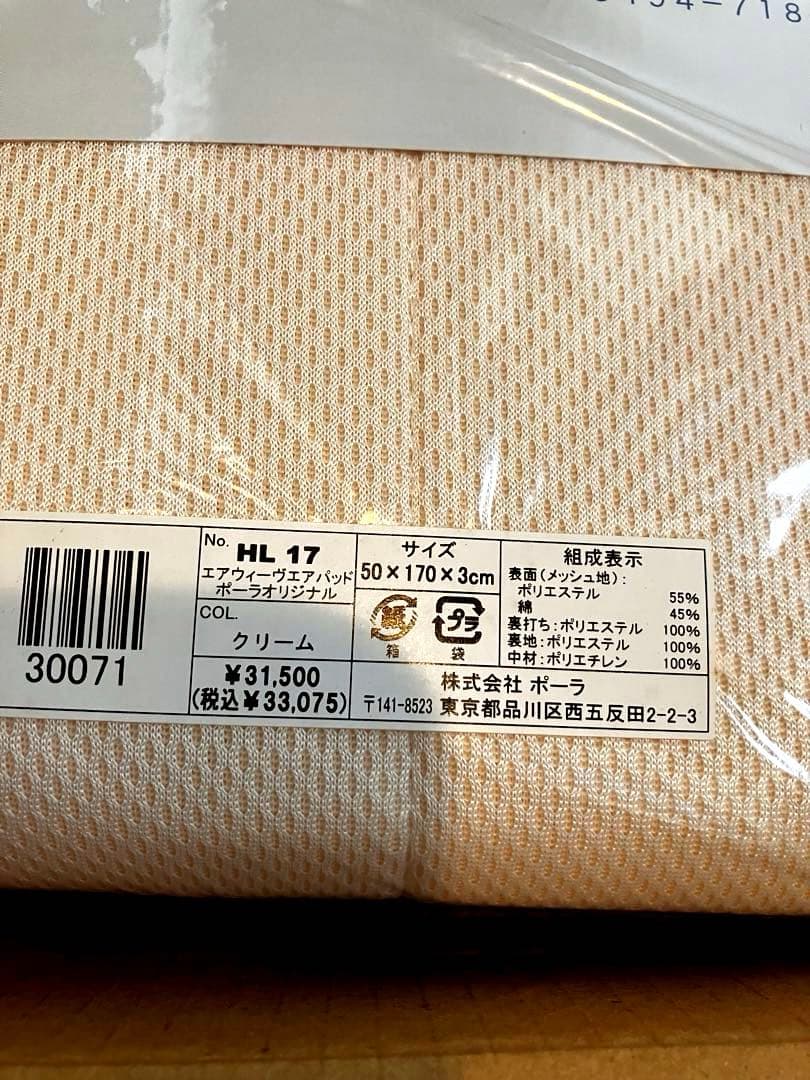 -718
No. HL 17
エアウィーヴエアパッド
ポーラオリジナル
COL.
クリーム
¥31,500
(税込¥33,075)
30071
サイズ
50×170×3cm
紙
箱
プラ
袋
組成表示
表面(メッシュ地):
ポリエステル 55%
綿 45%
裏打ち:ポリエステル 100%
裏地:ポリエステル 100%
中材:ポリエチレン 100%
株式会社 ポーラ
〒141-8523 東京都品川区西五反田2-2-3